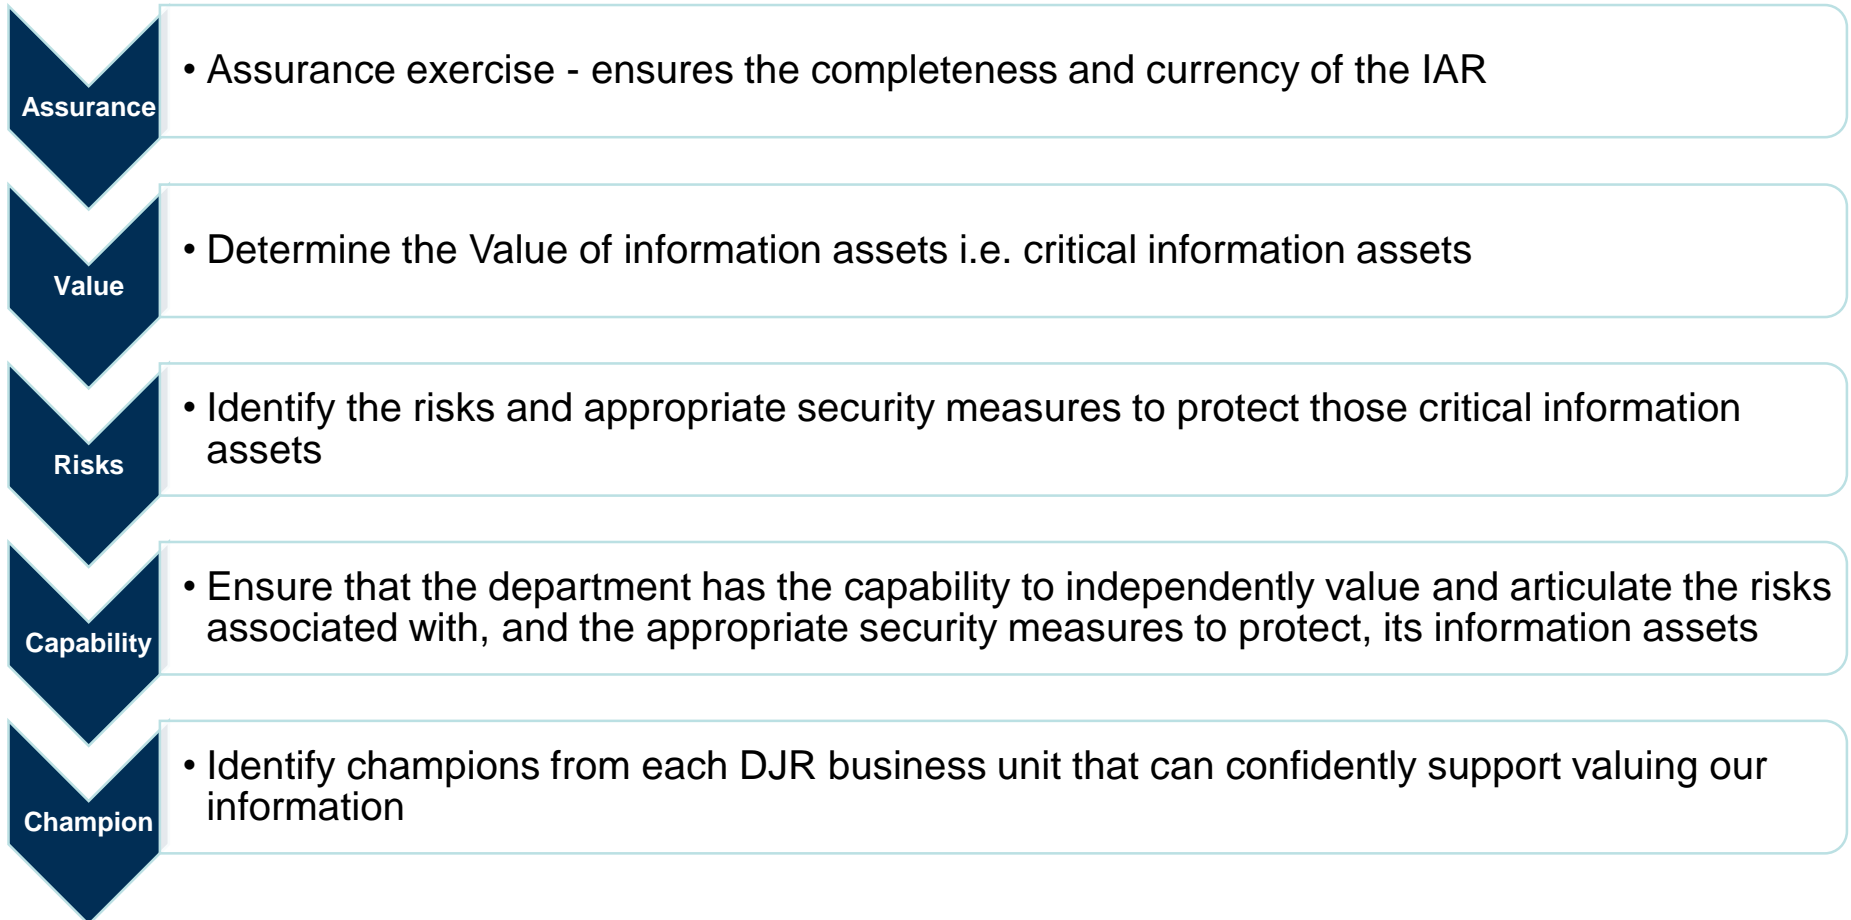 Assurance
• Assurance exercise - ensures the completeness and currency of the IAR
Value
• Determine the Value of information assets i.e. critical information assets
Risks
• Identify the risks and appropriate security measures to protect those critical information
assets
Capability
• Ensure that the department has the capability to independently value and articulate the risks
associated with, and the appropriate security measures to protect, its information assets
Champion
• Identify champions from each DJR business unit that can confidently support valuing our
information